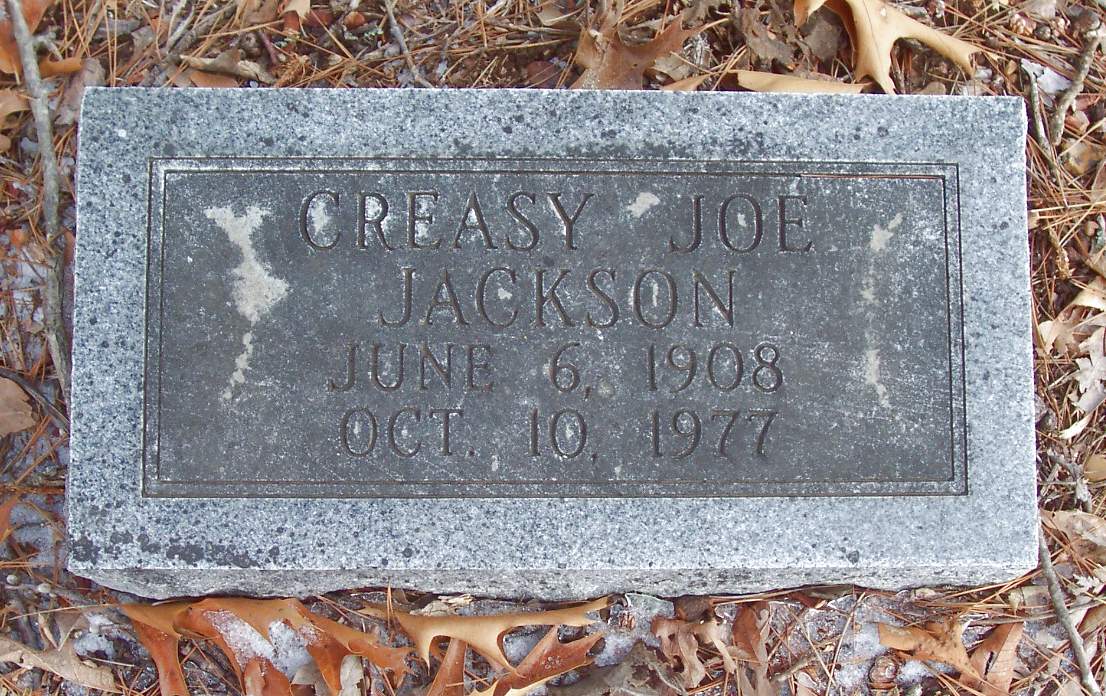 CREASY JOE
JACKSON
JUNE 6, 1908
OCT. 10, 1977